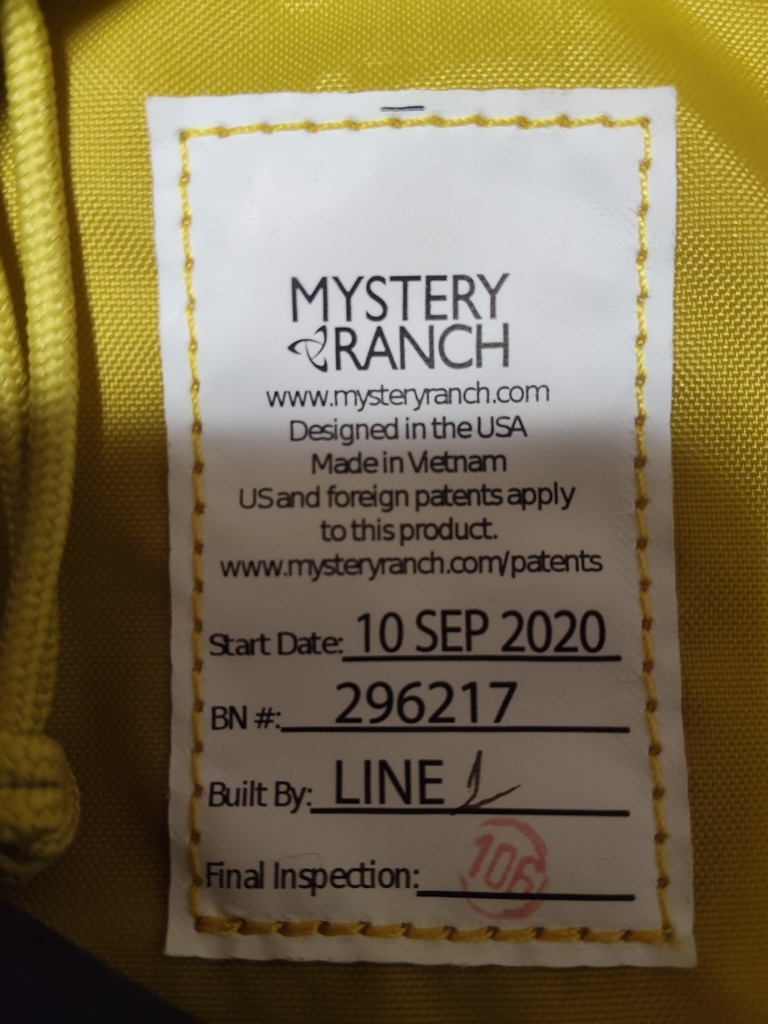 MYSTERY
RANCH
www.mysteryranch.com
Designed in the USA
Made in Vietnam
US and foreign patents apply
to this product.
www.mysteryranch.com/patents
Start Date: 10 SEP 2020
BN #: 296217
Built By: LINE 1
Final Inspection: 106